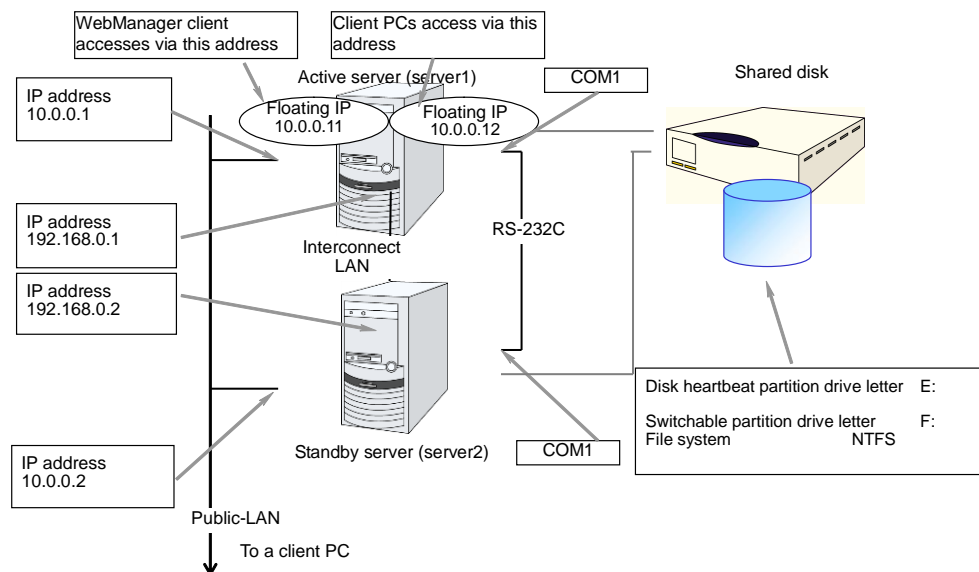 WebManager client
accesses via this address
Client PCs access via this
address
Active server (server1)
COM1
Shared disk
IP address
10.0.0.1
Floating IP
10.0.0.11
Floating IP
10.0.0.12
IP address
192.168.0.1
Interconnect
LAN
RS-232C
IP address
192.168.0.2
Disk heartbeat partition drive letter E:
Switchable partition drive letter F:
File system NTFS
Standby server (server2)
COM1
IP address
10.0.0.2
Public-LAN
To a client PC